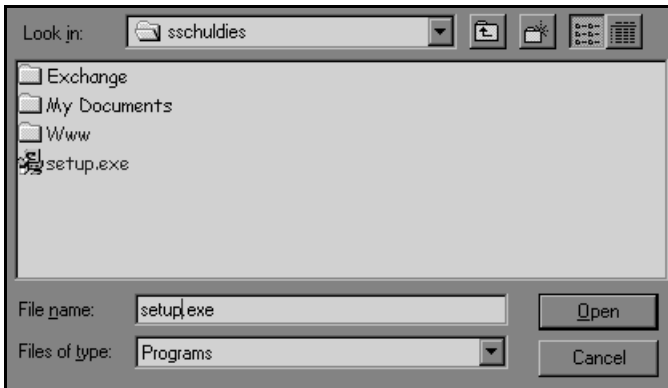 Look in: sschuldies
Exchange
My Documents
Www
setup.exe
File name: setup.exe Open
Files of type: Programs Cancel